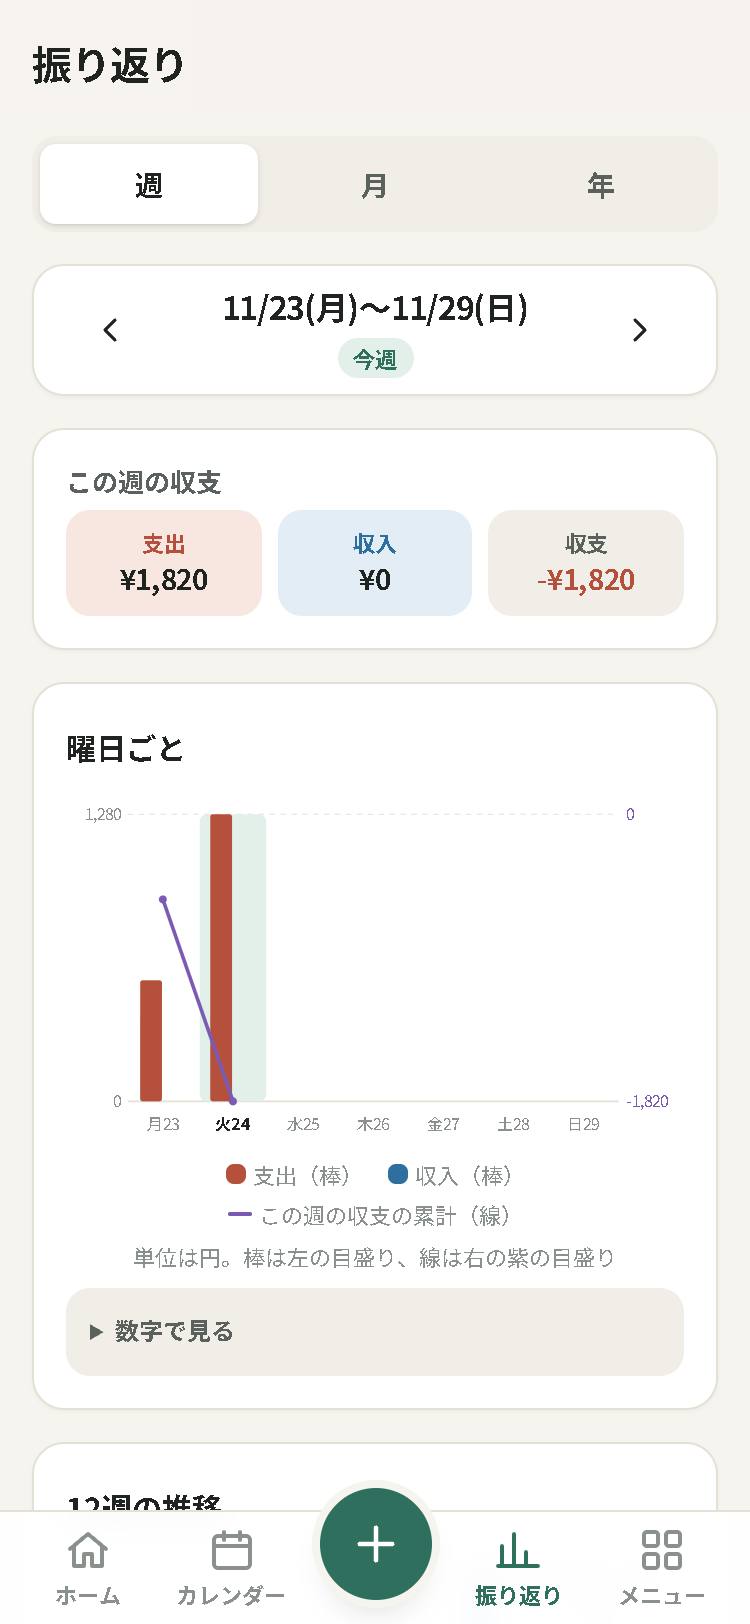 振り返り
週 月 年
11/23(月)〜11/29(日)
今週
この週の収支
支出 収入 収支
¥1,820 ¥0 -¥1,820
曜日ごと
1,280 0
0 -1,820
月23 火24 水25 木26 金27 土28 日29
支出（棒） 収入（棒）
この週の収支の累計（線）
単位は円。棒は左の目盛り、線は右の紫の目盛り
▶ 数字で見る
12週の推移
ホーム カレンダー 振り返り メニュー